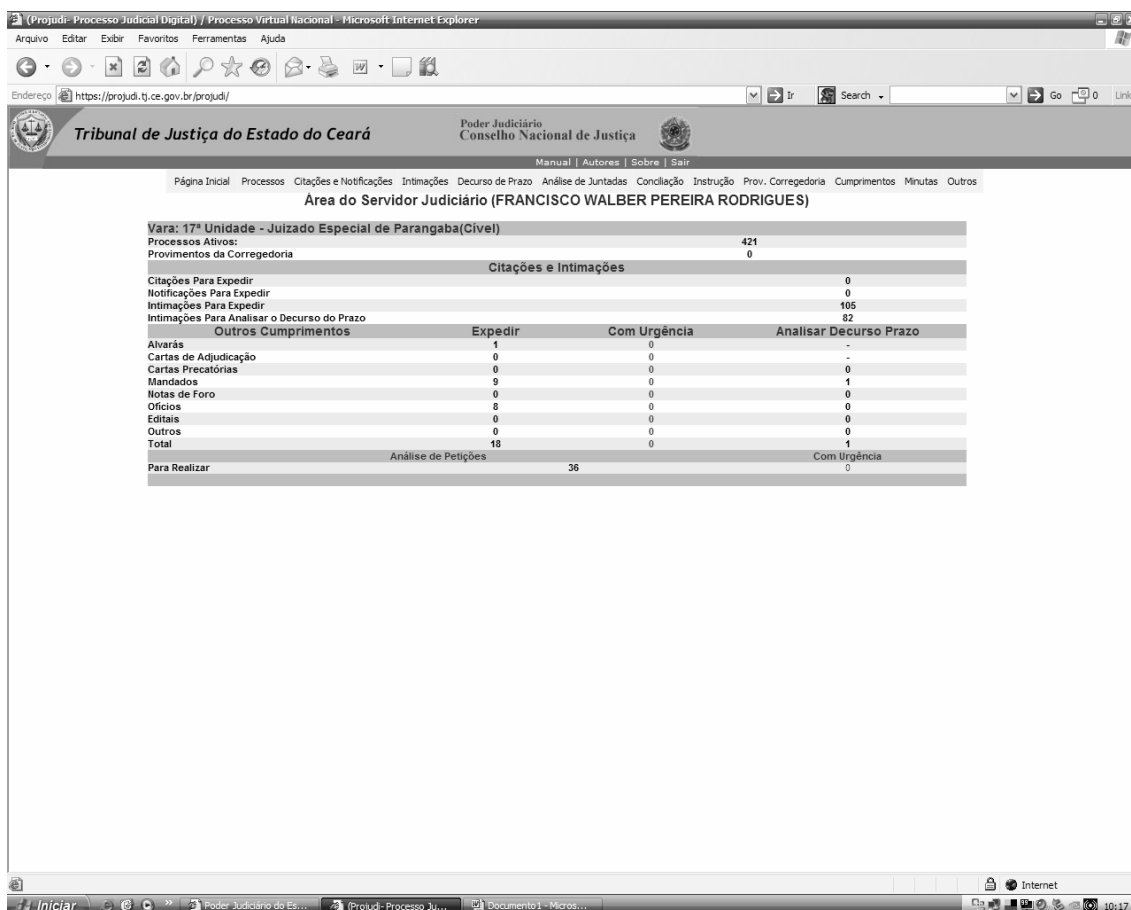 (Projudi- Processo Judicial Digital) / Processo Virtual Nacional - Microsoft Internet Explorer
Arquivo Editar Exibir Favoritos Ferramentas Ajuda
Endereço https://projudi.tj.ce.gov.br/projudi/ Ir Search Go 0 Link
Tribunal de Justiça do Estado do Ceará
Poder Judiciário
Conselho Nacional de Justiça
Manual | Autores | Sobre | Sair
Página Inicial Processos Citações e Notificações Intimações Decurso de Prazo Análise de Juntadas Conciliação Instrução Prov. Corregedoria Cumprimentos Minutas Outros
Área do Servidor Judiciário (FRANCISCO WALBER PEREIRA RODRIGUES)
Vara: 17ª Unidade - Juizado Especial de Parangaba(Cível)
Processos Ativos: 421
Provimentos da Corregedoria 0
Citações e Intimações
Citações Para Expedir 0
Notificações Para Expedir 0
Intimações Para Expedir 105
Intimações Para Analisar o Decurso do Prazo 82
Outros Cumprimentos Expedir Com Urgência Analisar Decurso Prazo
Alvarás 1 0 -
Cartas de Adjudicação 0 0 -
Cartas Precatórias 0 0 0
Mandados 9 0 1
Notas de Foro 0 0 0
Ofícios 8 0 0
Editais 0 0 0
Outros 0 0 0
Total 18 0 1
Análise de Petições Com Urgência
Para Realizar 36 0
Internet
Iniciar Poder Judiciário do Es... (Projudi- Processo Ju... Documento1 - Micros... 10:17